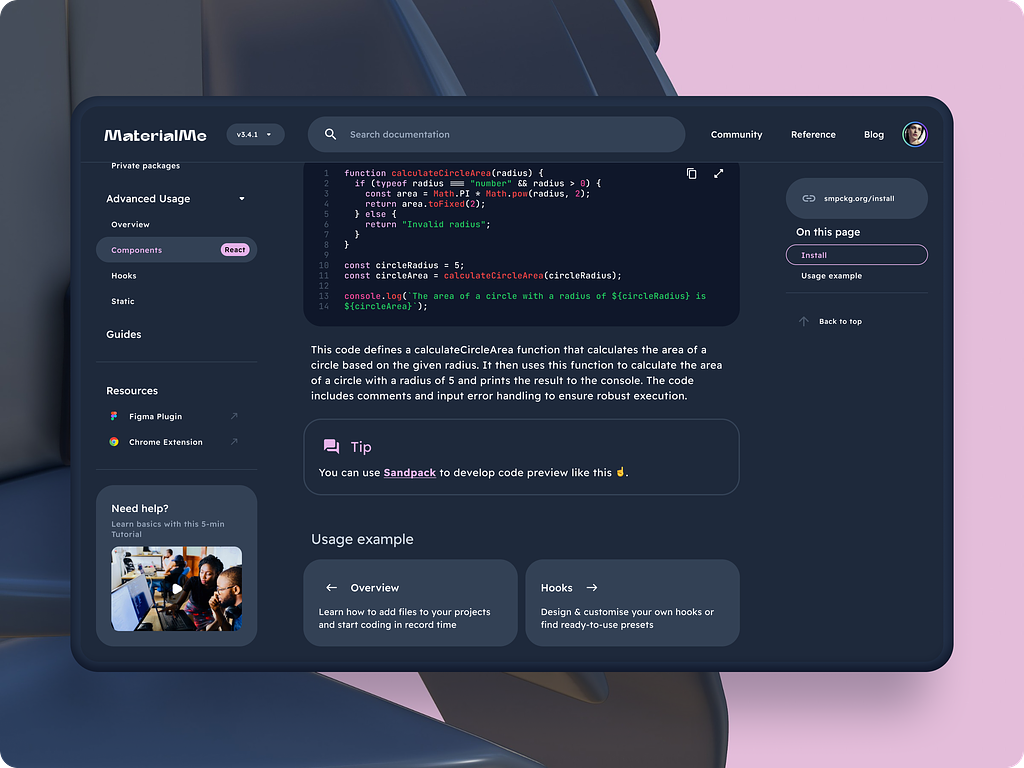 MaterialMe
v3.4.1
Search documentation
Community
Reference
Blog
Private packages
Advanced Usage
Overview
Components
React
Hooks
Static
Guides
Resources
Figma Plugin
Chrome Extension
Need help?
Learn basics with this 5-min
Tutorial
1 function calculateCircleArea(radius) {
2 if (typeof radius === "number" && radius > 0) {
3 const area = Math.PI * Math.pow(radius, 2);
4 return area.toFixed(2);
5 } else {
6 return "Invalid radius";
7 }
8 }
9
10 const circleRadius = 5;
11 const circleArea = calculateCircleArea(circleRadius);
12
13 console.log(`The area of a circle with a radius of ${circleRadius} is
14 ${circleArea}`);
This code defines a calculateCircleArea function that calculates the area of a
circle based on the given radius. It then uses this function to calculate the area
of a circle with a radius of 5 and prints the result to the console. The code
includes comments and input error handling to ensure robust execution.
Tip
You can use Sandpack to develop code preview like this ☝️.
Usage example
Overview
Learn how to add files to your projects
and start coding in record time
Hooks
Design & customise your own hooks or
find ready-to-use presets
smpckg.org/install
On this page
Install
Usage example
Back to top